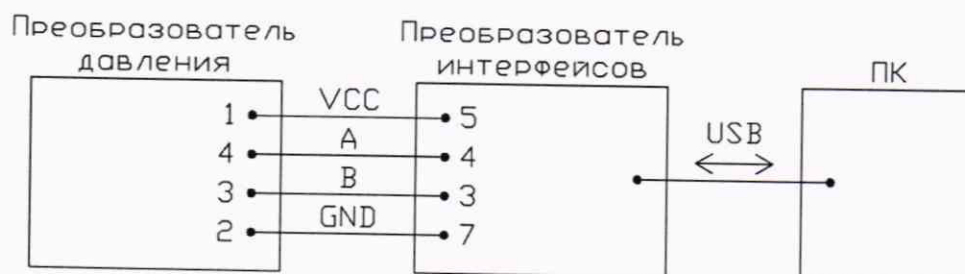 Преобразователь
давления
Преобразователь
интерфейсов
ПК
1 VCC 5
4 A 4
3 B 3
2 GND 7
USB